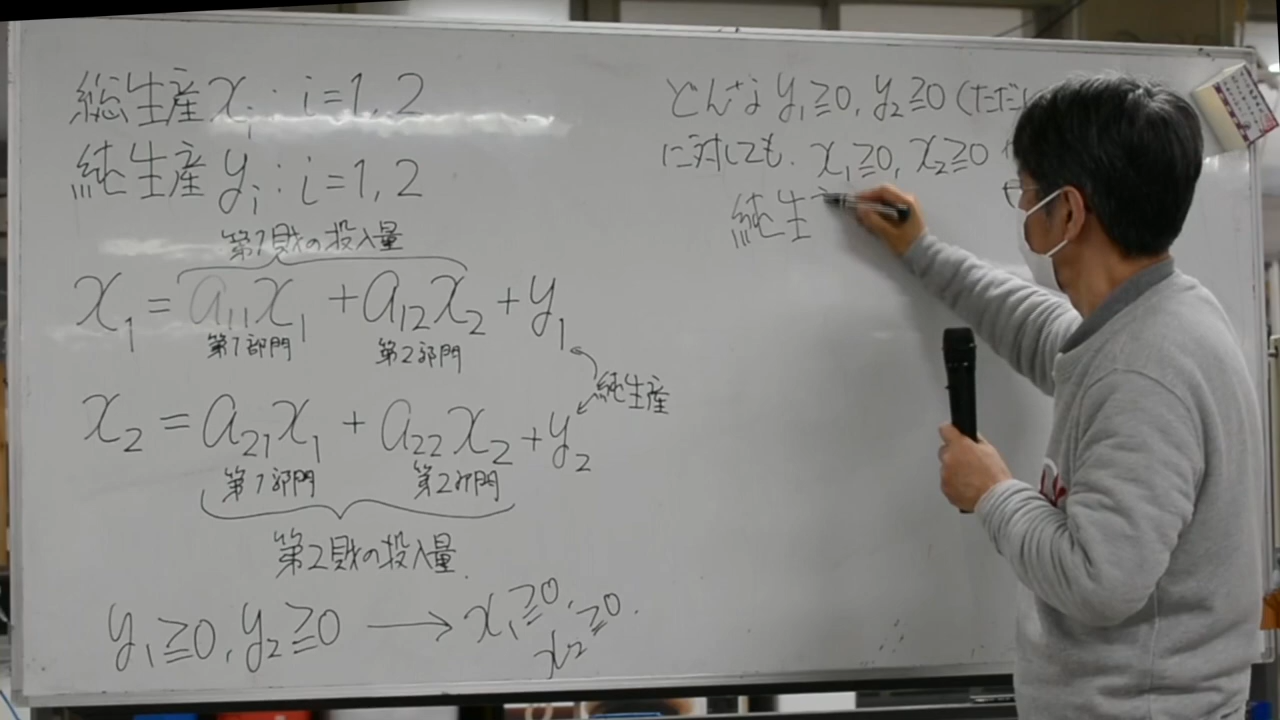 総生産 xᵢ : i=1, 2
純生産 yᵢ : i=1, 2
第1財の投入量
x₁ = a₁₁x₁ + a₁₂x₂ + y₁
第1部門 第2部門
純生産
x₂ = a₂₁x₁ + a₂₂x₂ + y₂
第1部門 第2部門
第2財の投入量
y₁≧0, y₂≧0 → x₁≧0, x₂≧0.
どんな y₁≧0, y₂≧0 (ただし
に対しても. x₁≧0, x₂≧0
純生